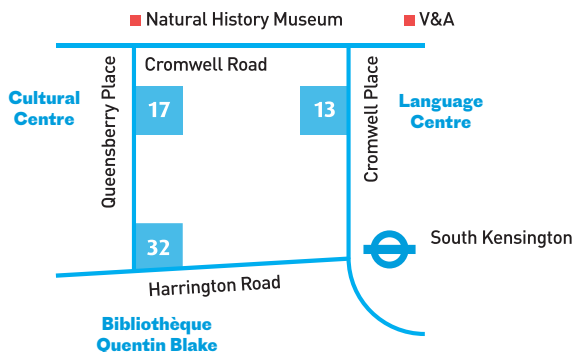 Natural History Museum
V&A
Cromwell Road
Queensberry Place
Cromwell Place
Cultural
Centre
17
13
Language
Centre
32
South Kensington
Harrington Road
Bibliothèque
Quentin Blake